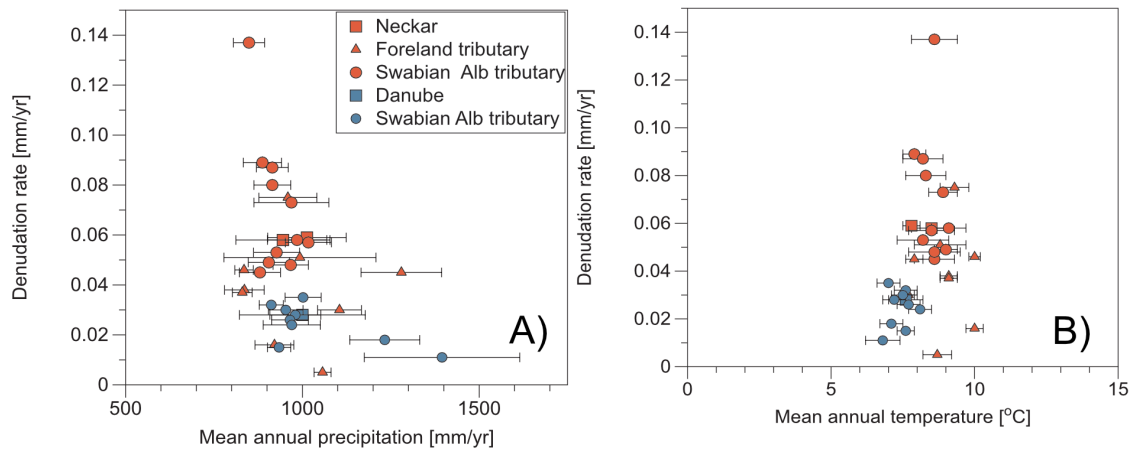 0.14
0.12
0.10
0.08
0.06
0.04
0.02
0
Denudation rate [mm/yr]
Neckar
Foreland tributary
Swabian Alb tributary
Danube
Swabian Alb tributary
A)
500
1000
1500
Mean annual precipitation [mm/yr]
0.14
0.12
0.10
0.08
0.06
0.04
0.02
0
Denudation rate [mm/yr]
B)
0
5
10
15
Mean annual temperature [°C]